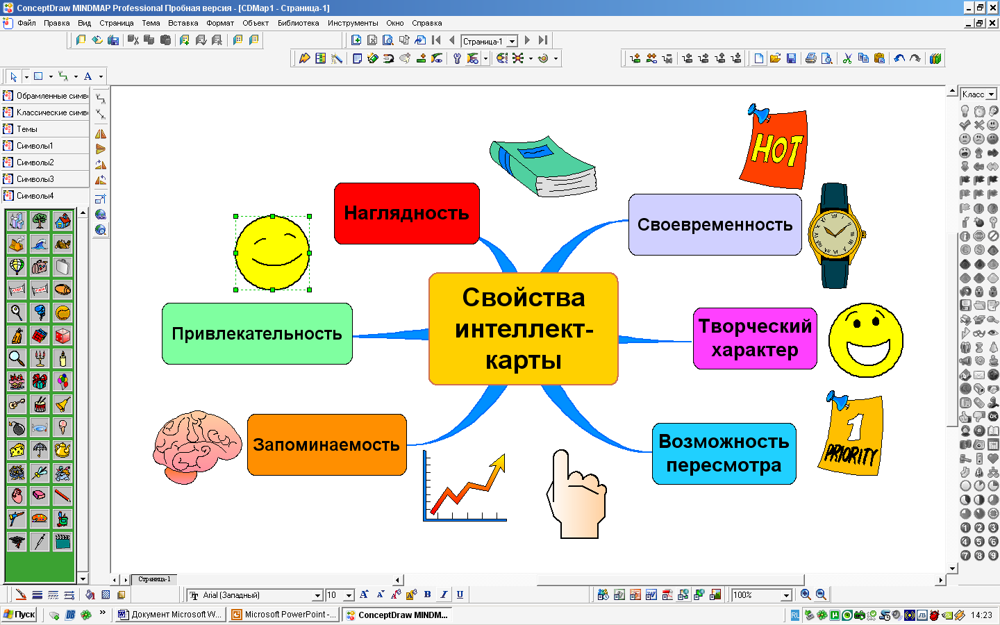 ConceptDraw MINDMAP Professional Пробная версия - [CDMap1 - Страница-1]
Файл Правка Вид Страница Тема Вставка Формат Объект Библиотека Инструменты Окно Справка
Страница-1
Обрамленные симво
Классические симво
Темы
Символы1
Символы2
Символы3
Символы4
Класс
HOT
Наглядность
Своевременность
Свойства
интеллект-
карты
Привлекательность
Творческий
характер
Запоминаемость
Возможность
пересмотра
1
PRIORITY
Страница-1
Arial (Западный)
10
100%
Пуск
Документ Microsoft W...
Microsoft PowerPoint -...
ConceptDraw MINDM...
RU
14:23